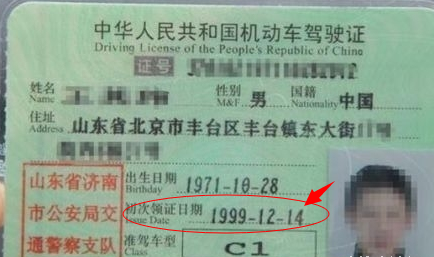 中华人民共和国机动车驾驶证
Driving License of the People's Republic of China
证号
姓名 性别 男 国籍 中国
Name M&F Nationality
住址 山东省北京市丰台区丰台镇东大街
Address
山东省济南 出生日期 1971-10-28
Birthday
市公安局交 初次领证日期 1999-12-14
Issue Date
通警察支队 准驾车型 C1
Class